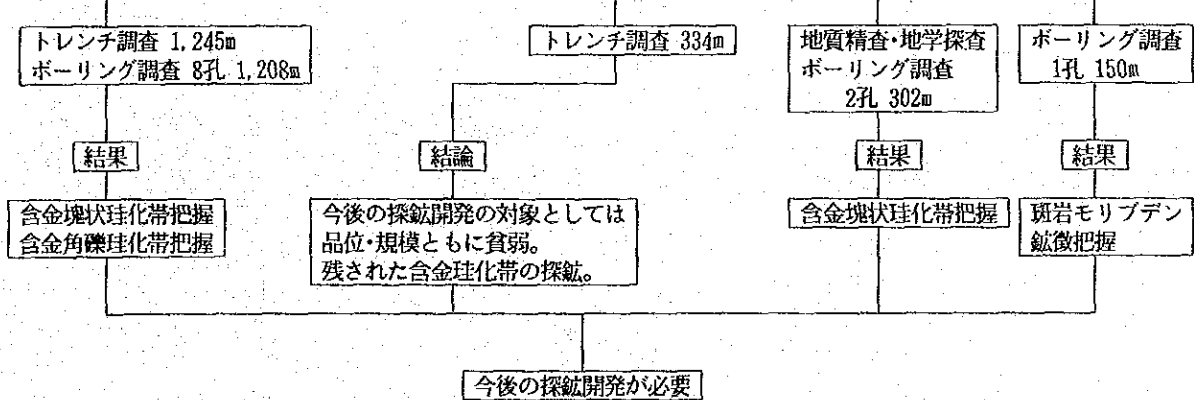 トレンチ調査 1,245m
ボーリング調査 8孔 1,208m
トレンチ調査 334m
地質精査・地学探査
ボーリング調査
2孔 302m
ボーリング調査
1孔 150m
結果
結論
結果
結果
含金塊状珪化帯把握
含金角礫珪化帯把握
今後の探鉱開発の対象としては
品位・規模ともに貧弱。
残された含金珪化帯の探鉱。
含金塊状珪化帯把握
斑岩モリブデン
鉱徴把握
今後の探鉱開発が必要